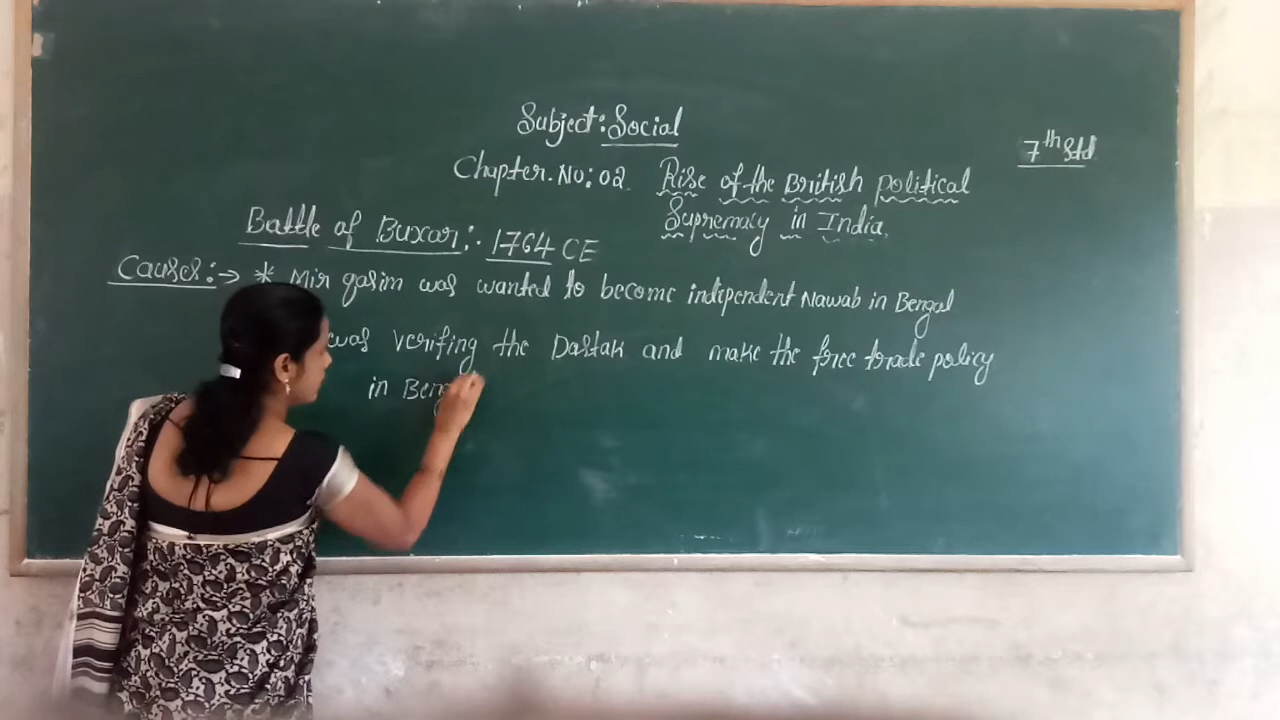 Subject: Social
7th Std
Chapter. No: 02. Rise of the British political
Supremacy in India.
Battle of Buxar:- 1764 CE
Causes:→ * Mir qasim was wanted to become independent Nawab in Bengal
was verifing the Dastak and make the free trade policy
in Beng